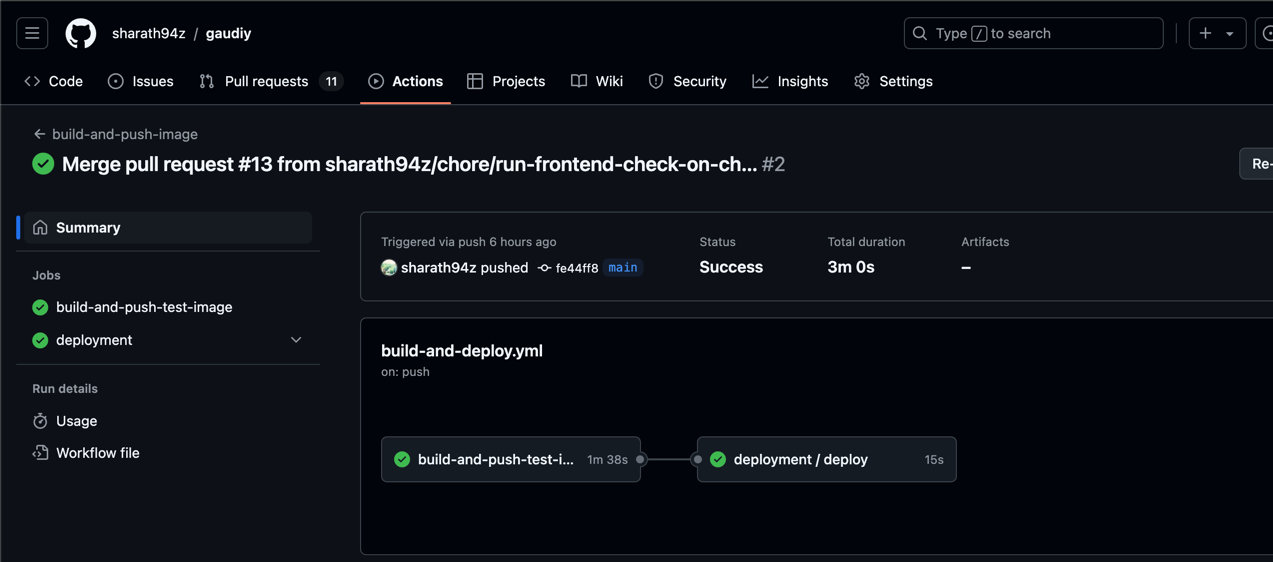 sharath94z / gaudiy
Type / to search
Code Issues Pull requests 11 Actions Projects Wiki Security Insights Settings
build-and-push-image
Merge pull request #13 from sharath94z/chore/run-frontend-check-on-ch... #2
Re-
Summary
Jobs
build-and-push-test-image
deployment
Run details
Usage
Workflow file
Triggered via push 6 hours ago
sharath94z pushed fe44ff8 main
Status
Success
Total duration
3m 0s
Artifacts
–
build-and-deploy.yml
on: push
build-and-push-test-i... 1m 38s
deployment / deploy 15s